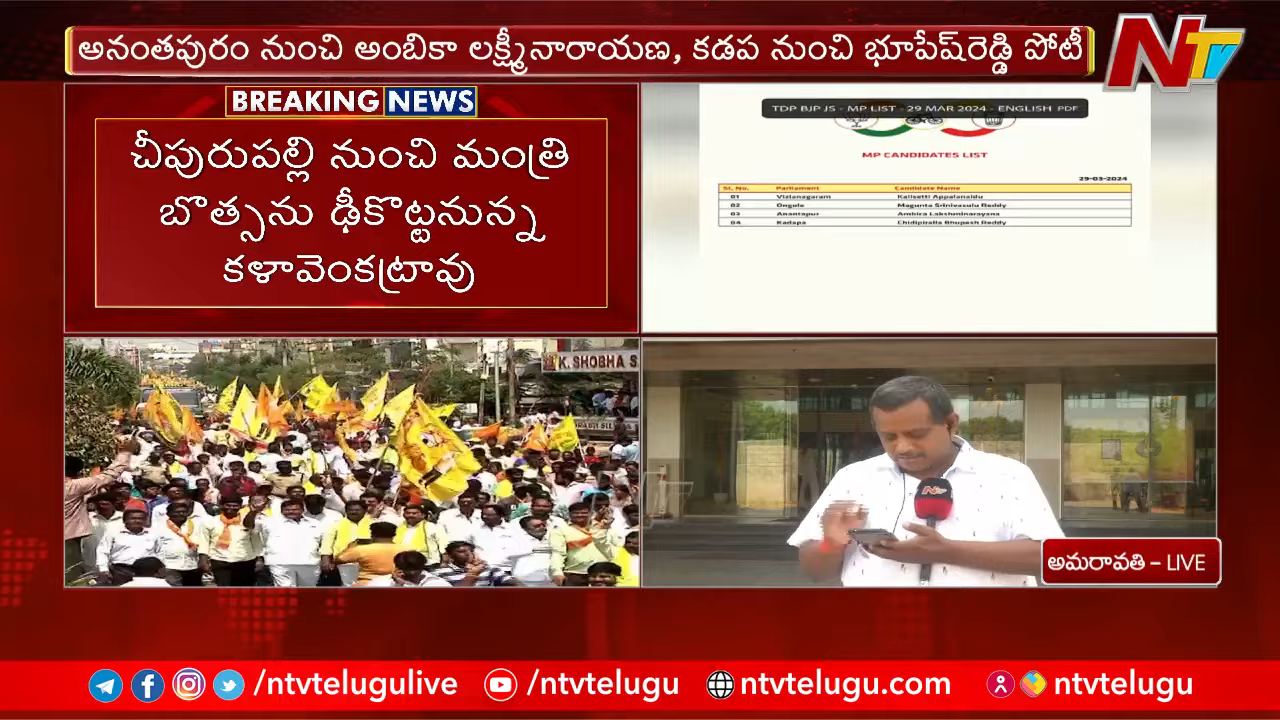 అనంతపురం నుంచి అంబికా లక్ష్మీనారాయణ, కడప నుంచి భూపేష్‌రెడ్డి పోటీ
NTV
BREAKING NEWS
చీపురుపల్లి నుంచి మంత్రి
బొత్సను ఢీకొట్టనున్న
కళావెంకట్రావు
TDP BJP JS - MP LIST - 29 MAR 2024 - ENGLISH PDF
MP CANDIDATES LIST
29-03-2024
Sl. No. Parliament Candidate Name
01 Vizianagaram Kalisetti Appalanaidu
02 Ongole Magunta Srinivasulu Reddy
03 Anantapur Ambica Lakshminarayana
04 Kadapa Chidipiralla Bhupesh Reddy
K. SHOBHA S
NTV
అమరావతి – LIVE
/ntvtelugulive
/ntvtelugu
ntvtelugu.com
ntvtelugu